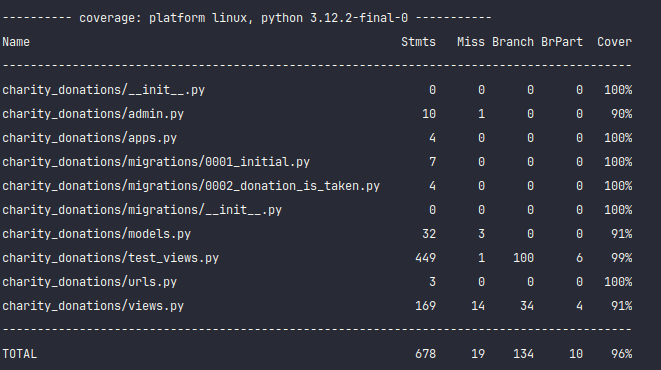 ---------- coverage: platform linux, python 3.12.2-final-0 -----------
Name                                                     Stmts   Miss Branch BrPart  Cover
------------------------------------------------------------------------------------------
charity_donations/__init__.py                                0      0      0      0   100%
charity_donations/admin.py                                  10      1      0      0    90%
charity_donations/apps.py                                    4      0      0      0   100%
charity_donations/migrations/0001_initial.py                 7      0      0      0   100%
charity_donations/migrations/0002_donation_is_taken.py       4      0      0      0   100%
charity_donations/migrations/__init__.py                     0      0      0      0   100%
charity_donations/models.py                                 32      3      0      0    91%
charity_donations/test_views.py                            449      1    100      6    99%
charity_donations/urls.py                                    3      0      0      0   100%
charity_donations/views.py                                 169     14     34      4    91%
------------------------------------------------------------------------------------------
TOTAL                                                      678     19    134     10    96%